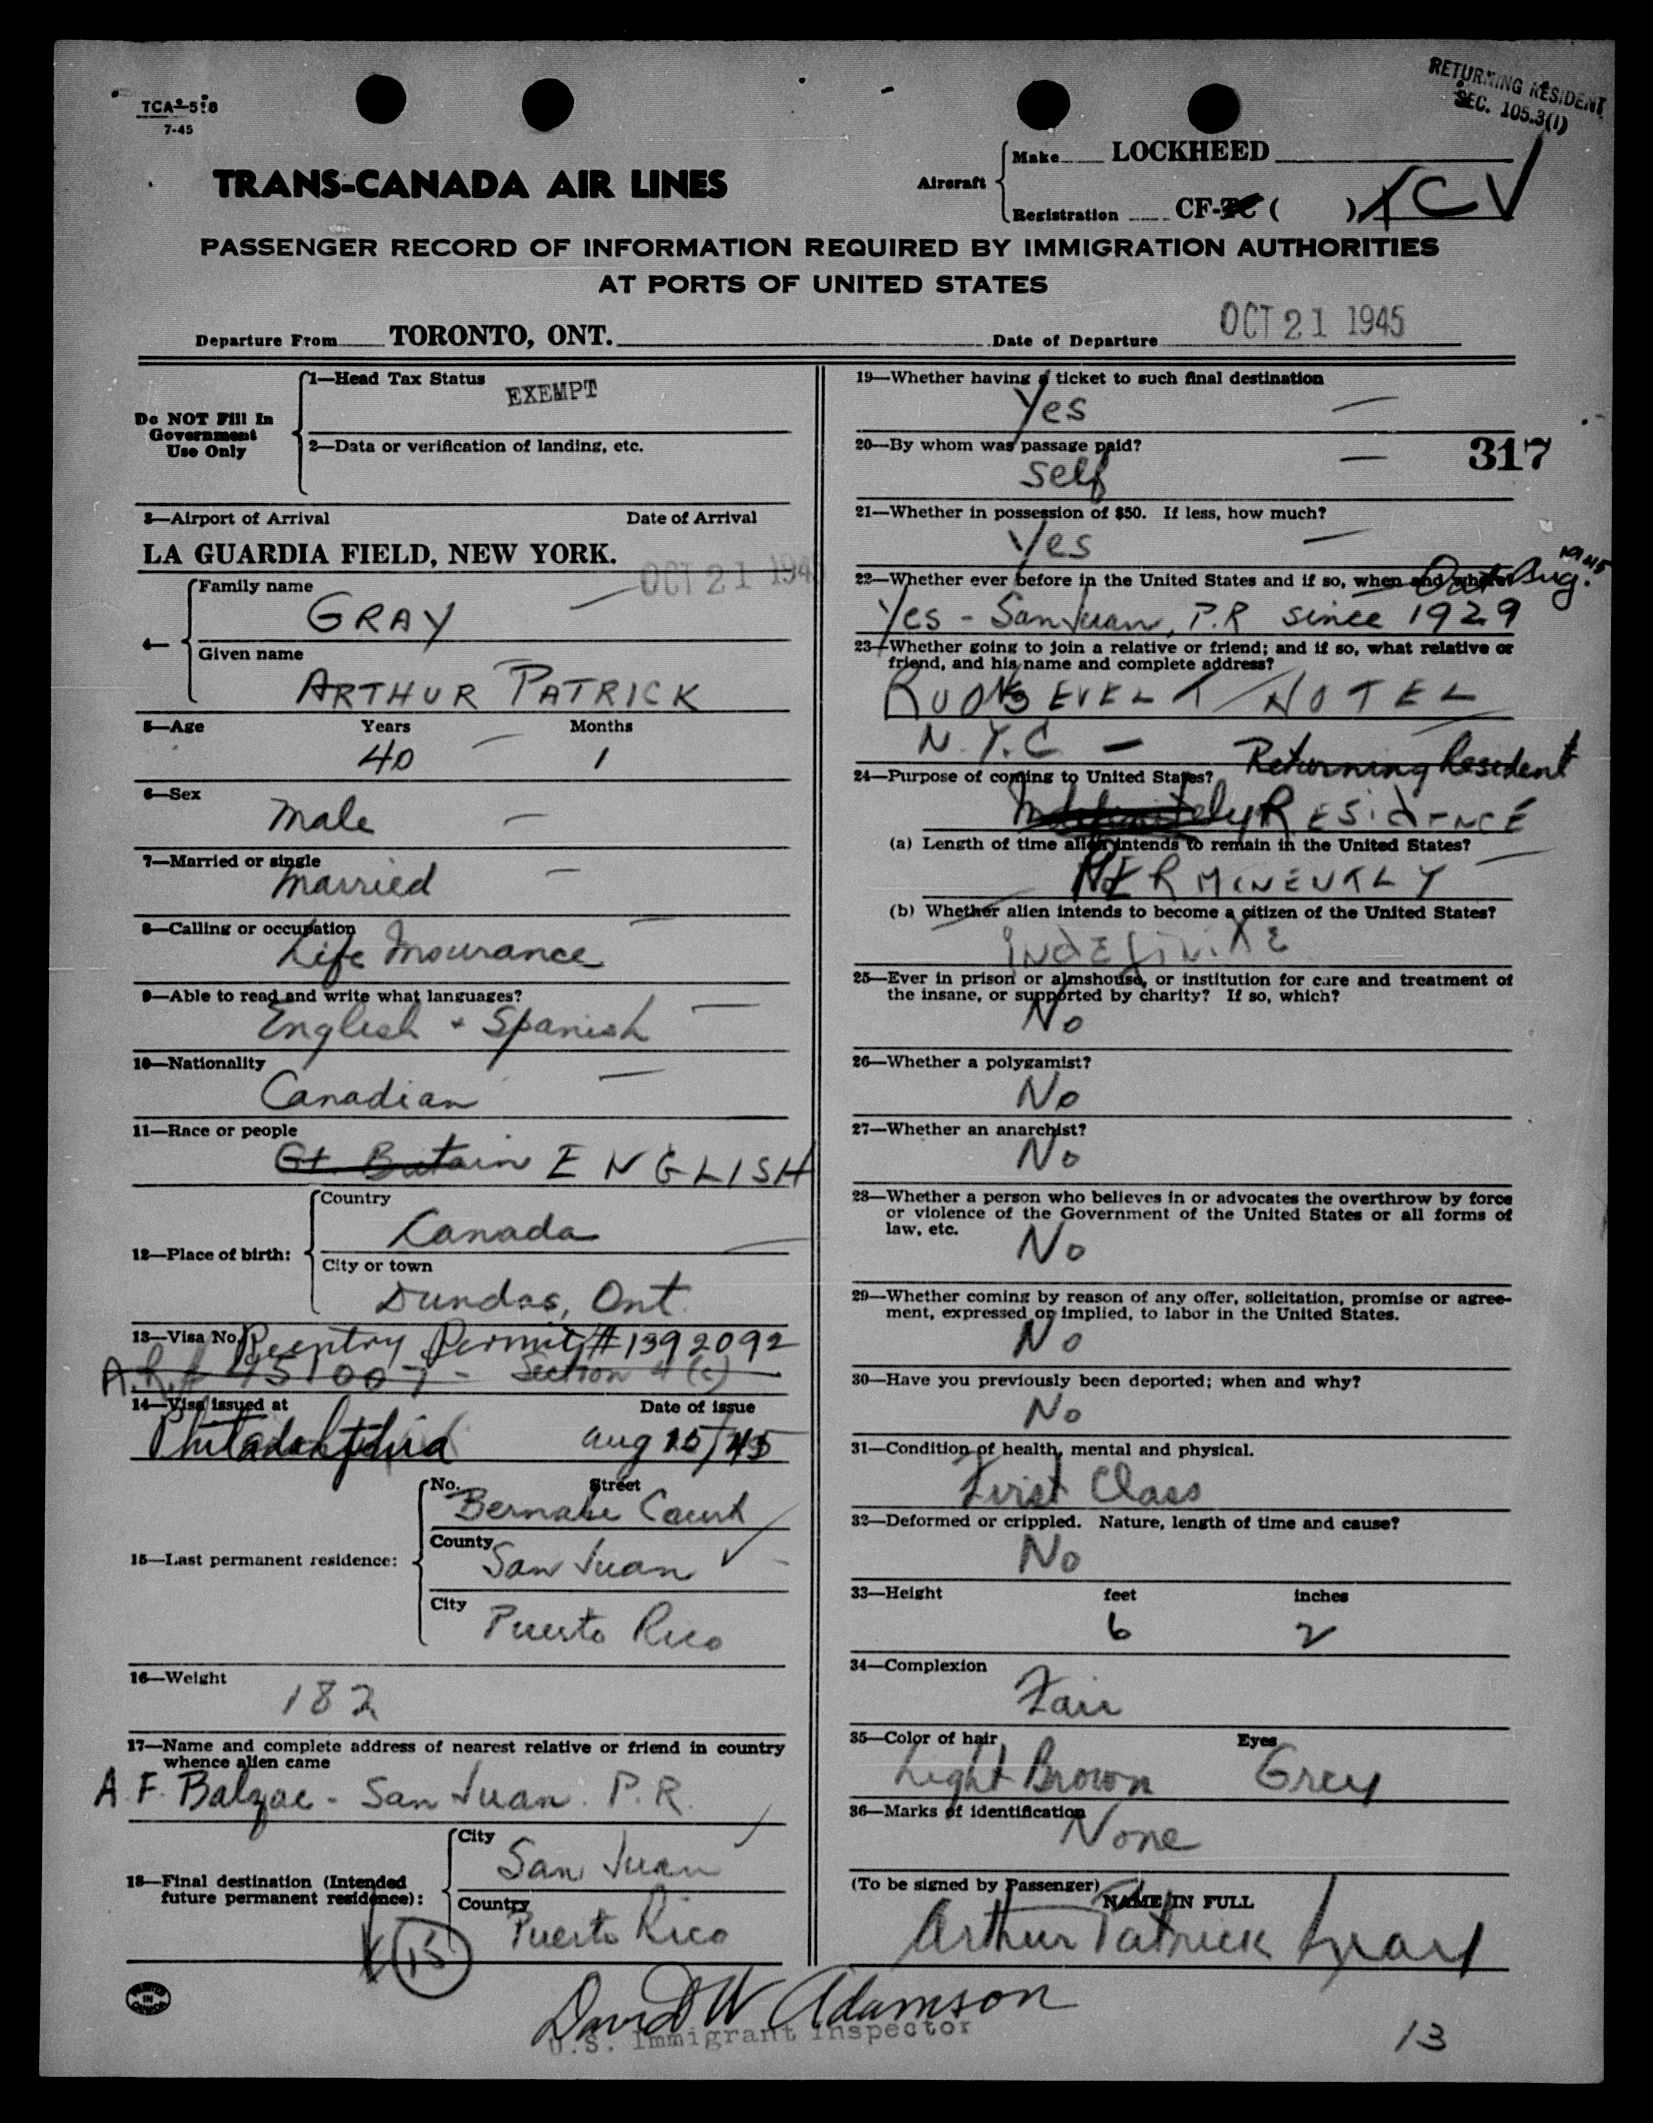 TCA-518
7-45
RETURNING RESIDENT
SEC. 105.3(1)
TRANS-CANADA AIR LINES
Aircraft
Make LOCKHEED
Registration CF-TC ( ) TCV
PASSENGER RECORD OF INFORMATION REQUIRED BY IMMIGRATION AUTHORITIES
AT PORTS OF UNITED STATES
Departure From TORONTO, ONT. Date of Departure OCT 21 1945
Do NOT Fill In
Government
Use Only
1—Head Tax Status
EXEMPT
2—Data or verification of landing, etc.
3—Airport of Arrival Date of Arrival
LA GUARDIA FIELD, NEW YORK.
OCT 21 194
4—
Family name
GRAY
Given name
ARTHUR PATRICK
5—Age Years Months
40 1
6—Sex
Male
7—Married or single
Married
8—Calling or occupation
Life Insurance
9—Able to read and write what languages?
English + Spanish
10—Nationality
Canadian
11—Race or people
Gt. Britain ENGLISH
12—Place of birth:
Country
Canada
City or town
Dundas, Ont.
13—Visa No. Reentry Permit # 1392092
Section 4(c)
14—Visa issued at Date of issue
Philadelphia Aug 15/45
15—Last permanent residence:
No. Street
Bernabe Court
County
San Juan
City
Puerto Rico
16—Weight
182
17—Name and complete address of nearest relative or friend in country
whence alien came
A. F. Balzac - San Juan. P.R.
18—Final destination (Intended
future permanent residence):
City
San Juan
Country
Puerto Rico
15
19—Whether having a ticket to such final destination
Yes
20—By whom was passage paid?
317
Self
21—Whether in possession of $50. If less, how much?
Yes
1945
22—Whether ever before in the United States and if so, when and where? Aug.
Yes - San Juan, P.R since 1929
23—Whether going to join a relative or friend; and if so, what relative or
friend, and his name and complete address?
ROOSEVELT HOTEL
N.Y.C -
Returning Resident
24—Purpose of coming to United States?
RESIDENCE
(a) Length of time alien intends to remain in the United States?
PERMINENTLY
(b) Whether alien intends to become a citizen of the United States?
INDEFINITE
25—Ever in prison or almshouse, or institution for care and treatment of
the insane, or supported by charity? If so, which?
No
26—Whether a polygamist?
No
27—Whether an anarchist?
No
28—Whether a person who believes in or advocates the overthrow by force
or violence of the Government of the United States or all forms of
law, etc.
No
29—Whether coming by reason of any offer, solicitation, promise or agree-
ment, expressed or implied, to labor in the United States.
No
30—Have you previously been deported; when and why?
No
31—Condition of health, mental and physical.
First Class
32—Deformed or crippled. Nature, length of time and cause?
No
33—Height feet inches
6 2
34—Complexion
Fair
35—Color of hair Eyes
Light Brown Grey
36—Marks of identification
None
(To be signed by Passenger)
NAME IN FULL
Arthur Patrick Gray
David W Adamson
U.S. Immigrant Inspector
13
PRINTED
IN
CANADA